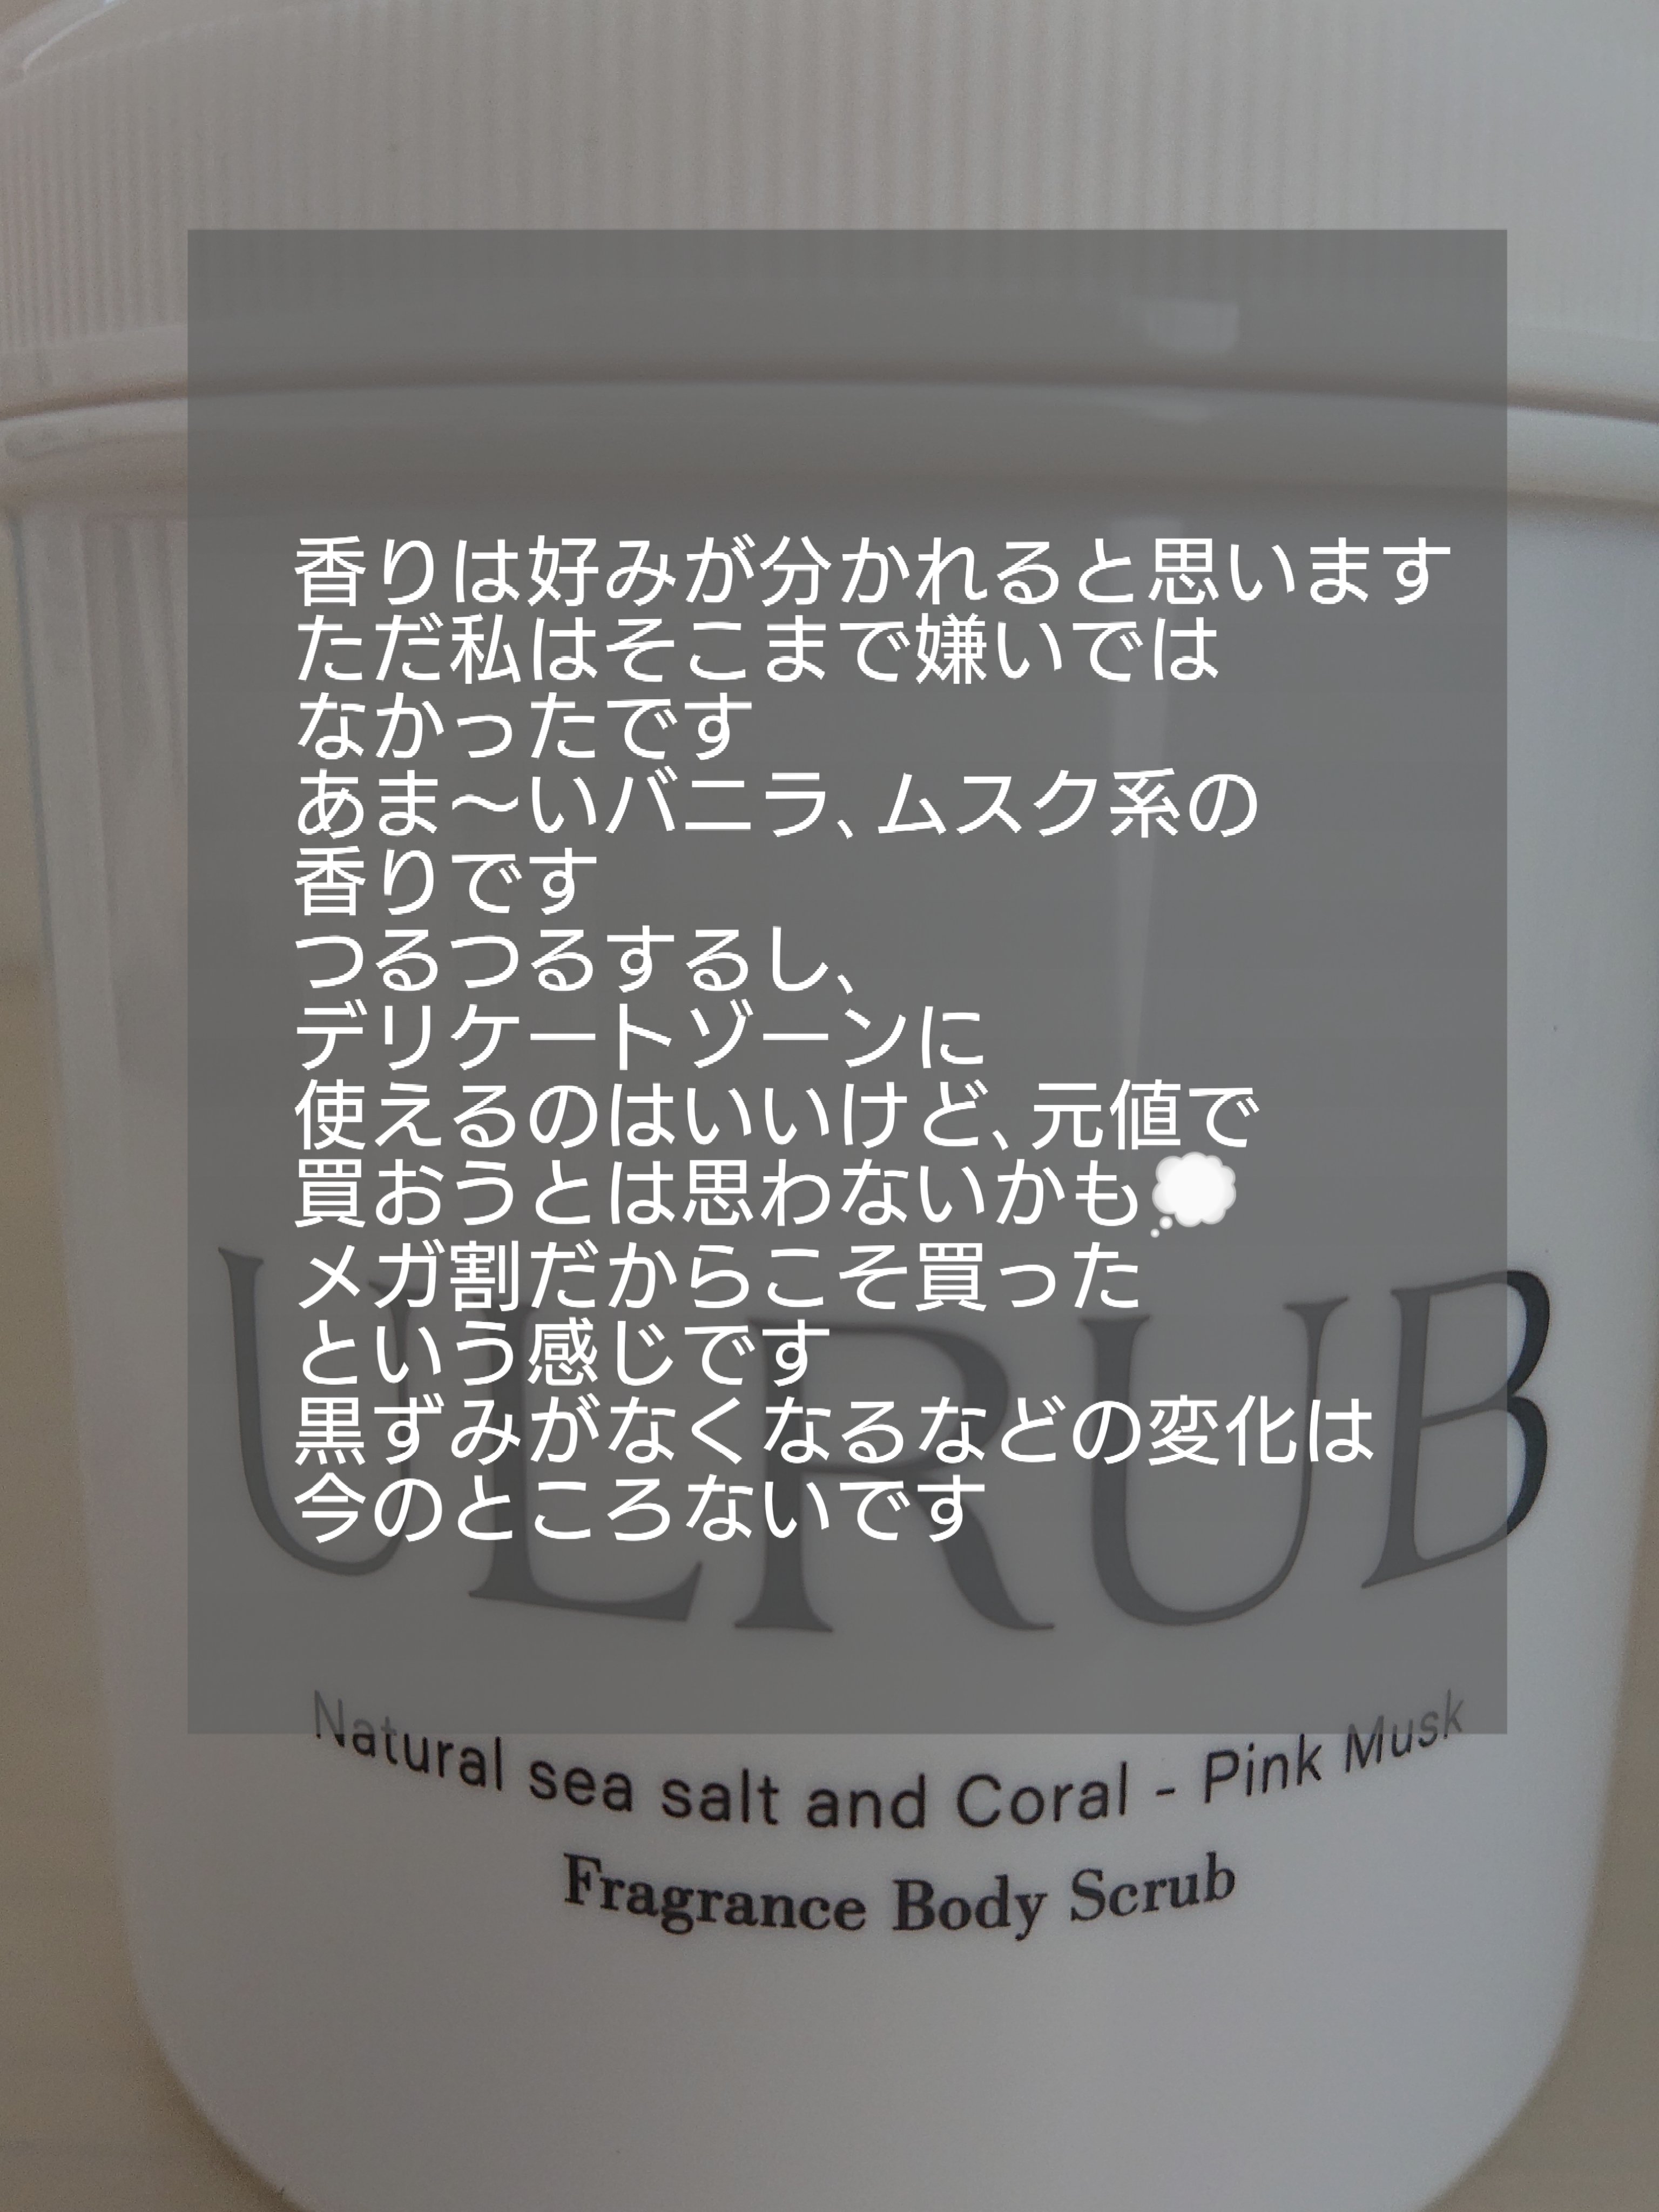 香りは好みが分かれると思います
ただ私はそこまで嫌いでは
なかったです
あま〜いバニラ、ムスク系の
香りです
つるつるするし、
デリケートゾーンに
使えるのはいいけど、元値で
買おうとは思わないかも💭
メガ割だからこそ買った
という感じです
黒ずみがなくなるなどの変化は
今のところないです
ULRUB
Natural sea salt and Coral - Pink Musk
Fragrance Body Scrub